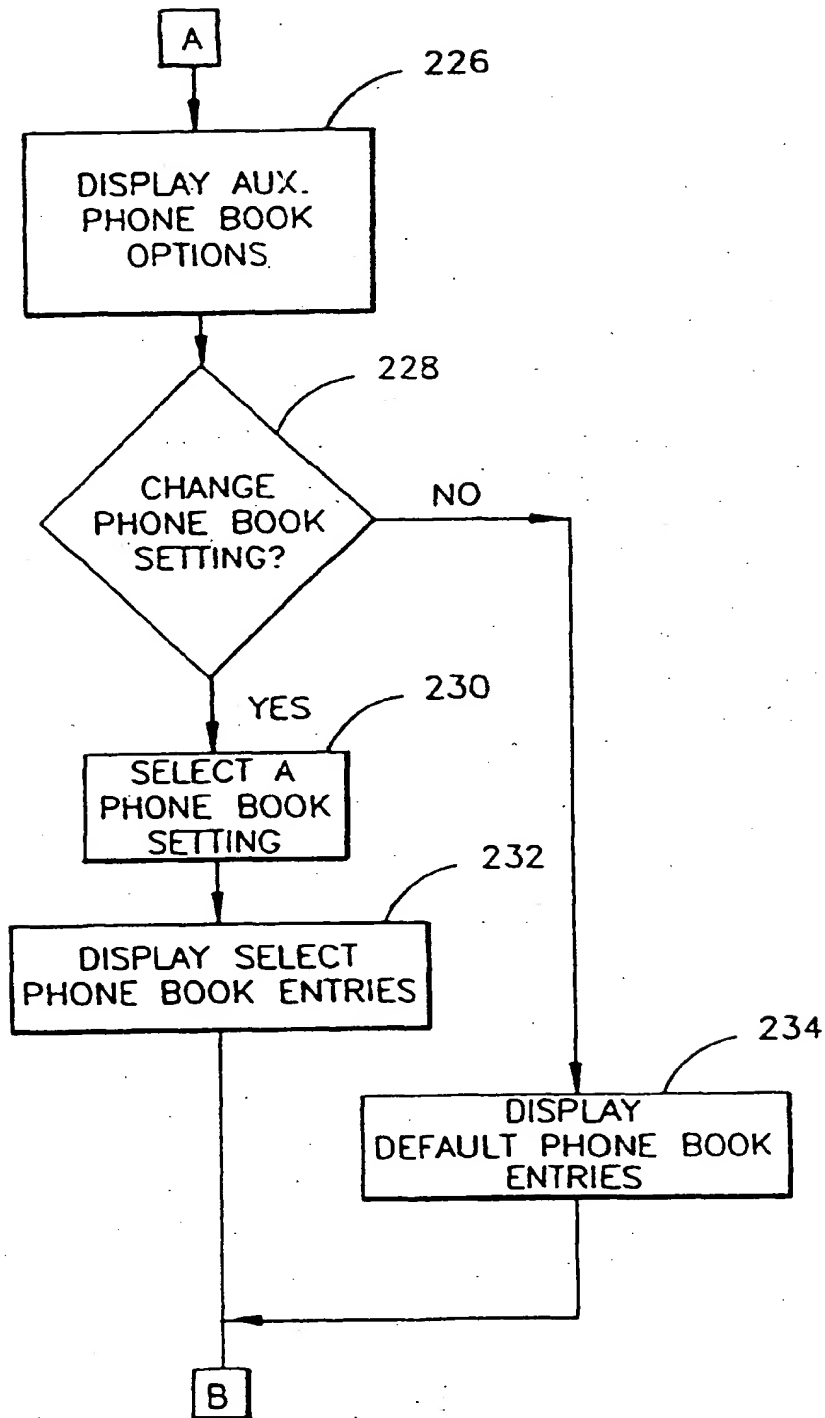 A
226
DISPLAY AUX.
PHONE BOOK
OPTIONS
228
CHANGE
PHONE BOOK
SETTING?
NO
YES
230
SELECT A
PHONE BOOK
SETTING
232
DISPLAY SELECT
PHONE BOOK ENTRIES
234
DISPLAY
DEFAULT PHONE BOOK
ENTRIES
B